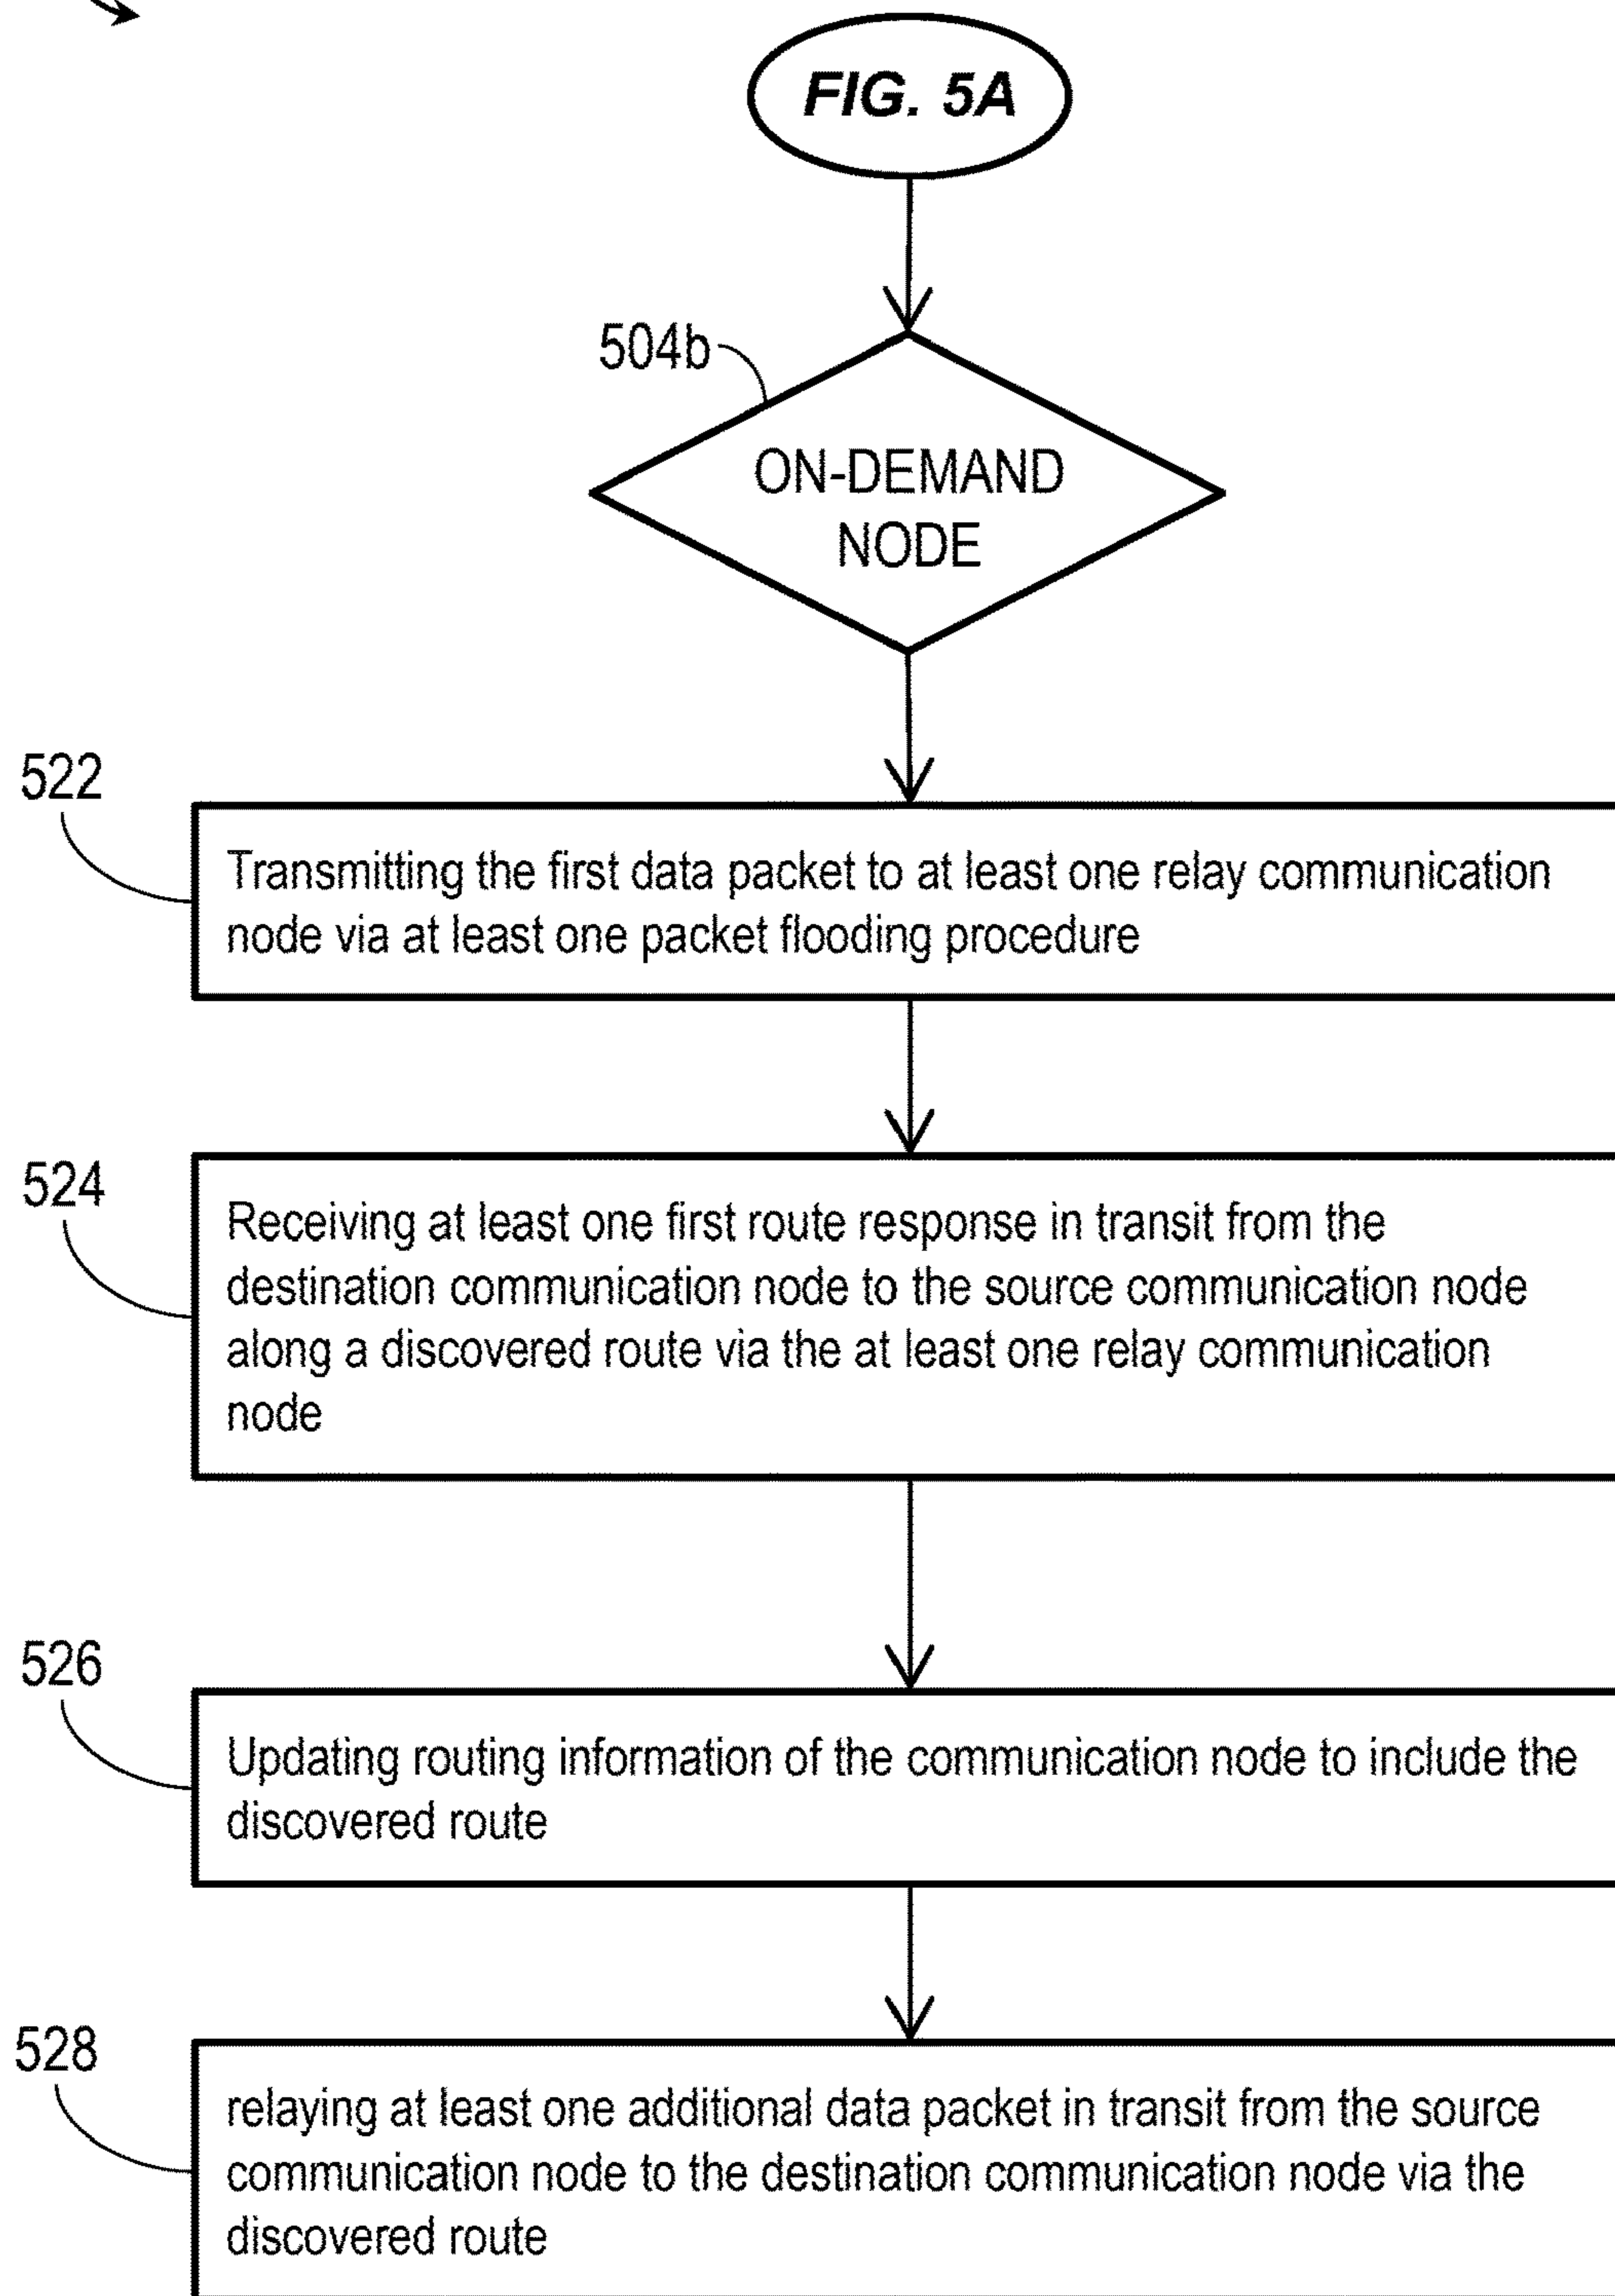 FIG. 5A
504b
ON-DEMAND
NODE
522
Transmitting the first data packet to at least one relay communication
node via at least one packet flooding procedure
524
Receiving at least one first route response in transit from the
destination communication node to the source communication node
along a discovered route via the at least one relay communication
node
526
Updating routing information of the communication node to include the
discovered route
528
relaying at least one additional data packet in transit from the source
communication node to the destination communication node via the
discovered route